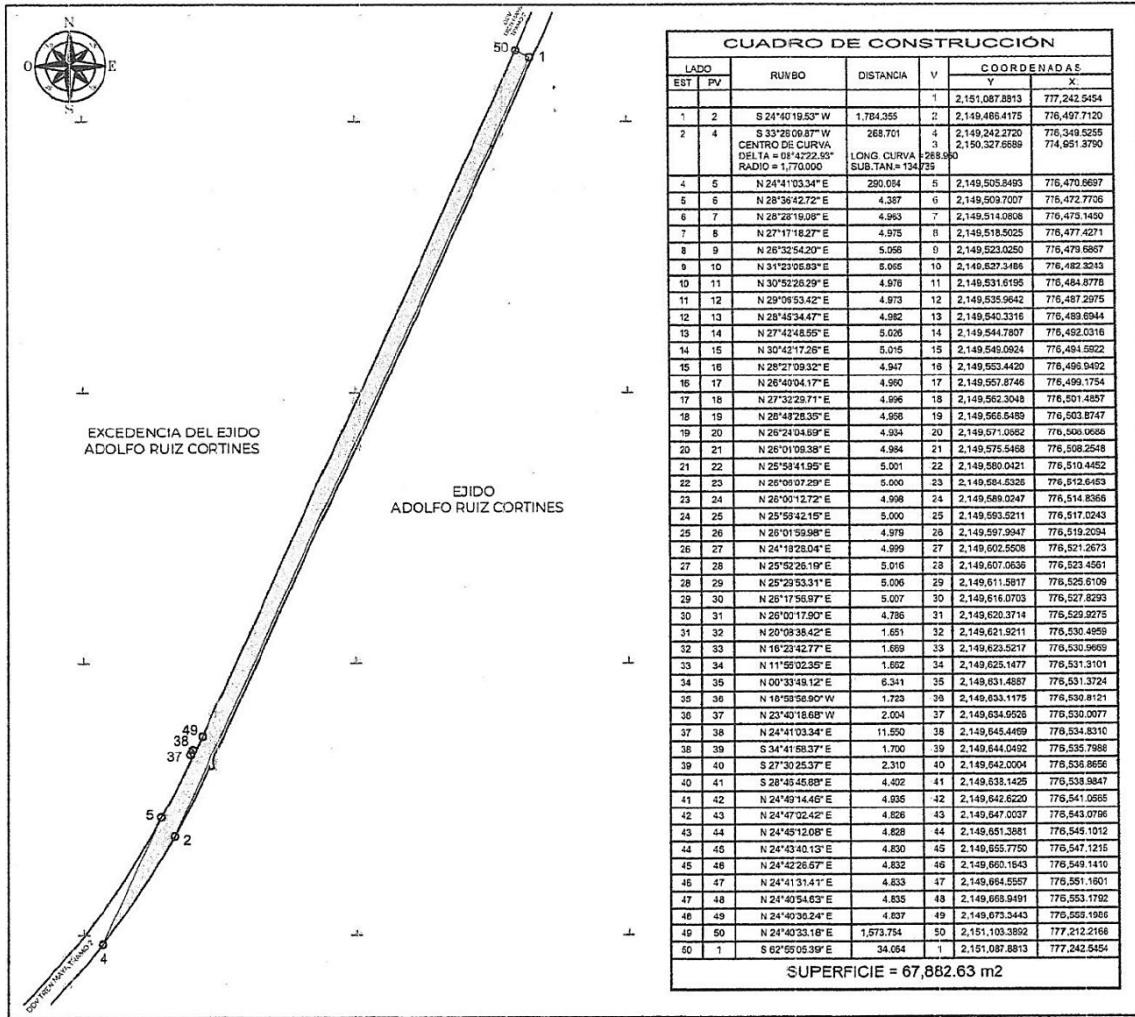 N
O E
S
50
1
49
38
37
5
2
4
EXCEDENCIA DEL EJIDO
ADOLFO RUIZ CORTINES
EJIDO
ADOLFO RUIZ CORTINES
DDV TREN MAYA TRAMO 2
CUADRO DE CONSTRUCCIÓN
LADO RUMBO DISTANCIA V COORDENADAS
EST PV Y X
1 2,151,087.8813 777,242.5454
1 2 S 24°40'19.53" W 1,784.355 2 2,149,466.4175 776,497.7120
2 4 S 33°28'09.87" W 268.701 4 2,149,242.2720 776,349.5255
CENTRO DE CURVA 3 2,150,327.6689 774,951.3790
DELTA = 08°42'22.93" LONG. CURVA = 268.960
RADIO = 1,770.000 SUB.TAN.= 134.739
4 5 N 24°41'03.34" E 290.084 5 2,149,505.8493 776,470.6697
5 6 N 28°36'42.72" E 4.387 6 2,149,509.7007 776,472.7706
6 7 N 28°28'19.08" E 4.963 7 2,149,514.0808 776,475.1450
7 8 N 27°17'18.27" E 4.975 8 2,149,518.5025 776,477.4271
8 9 N 26°32'54.20" E 5.056 9 2,149,523.0250 776,479.6867
9 10 N 31°23'05.83" E 5.065 10 2,149,527.3486 776,482.3243
10 11 N 30°52'26.29" E 4.976 11 2,149,531.6195 776,484.8776
11 12 N 29°06'53.42" E 4.973 12 2,149,535.9642 776,487.2975
12 13 N 28°45'34.47" E 4.982 13 2,149,540.3316 776,489.6944
13 14 N 27°42'48.55" E 5.026 14 2,149,544.7807 776,492.0316
14 15 N 30°42'17.26" E 5.015 15 2,149,549.0924 776,494.5922
15 16 N 28°27'09.32" E 4.947 16 2,149,553.4420 776,496.9492
16 17 N 26°40'04.17" E 4.960 17 2,149,557.8746 776,499.1754
17 18 N 27°32'29.71" E 4.996 18 2,149,562.3048 776,501.4857
18 19 N 28°48'28.35" E 4.958 19 2,149,566.6489 776,503.8747
19 20 N 26°24'04.69" E 4.934 20 2,149,571.0682 776,506.0686
20 21 N 26°01'09.38" E 4.984 21 2,149,575.5468 776,508.2548
21 22 N 25°58'41.95" E 5.001 22 2,149,580.0421 776,510.4452
22 23 N 26°06'07.29" E 5.000 23 2,149,584.5326 776,512.6453
23 24 N 26°00'12.72" E 4.998 24 2,149,589.0247 776,514.8366
24 25 N 25°56'42.15" E 5.000 25 2,149,593.5211 776,517.0243
25 26 N 26°01'59.98" E 4.979 26 2,149,597.9947 776,519.2094
26 27 N 24°18'28.04" E 4.999 27 2,149,602.5508 776,521.2673
27 28 N 25°52'26.19" E 5.016 28 2,149,607.0636 776,523.4561
28 29 N 25°29'53.31" E 5.006 29 2,149,611.5817 776,525.6109
29 30 N 26°17'56.97" E 5.007 30 2,149,616.0703 776,527.8293
30 31 N 26°00'17.90" E 4.786 31 2,149,620.3714 776,529.9275
31 32 N 20°08'38.42" E 1.651 32 2,149,621.9211 776,530.4959
32 33 N 16°23'42.77" E 1.669 33 2,149,623.5217 776,530.9669
33 34 N 11°55'02.35" E 1.662 34 2,149,625.1477 776,531.3101
34 35 N 00°33'49.12" E 6.341 35 2,149,631.4887 776,531.3724
35 36 N 18°58'58.90" W 1.723 36 2,149,633.1175 776,530.8121
36 37 N 23°40'18.68" W 2.004 37 2,149,634.9526 776,530.0077
37 38 N 24°41'03.34" E 11.550 38 2,149,645.4469 776,534.8310
38 39 S 34°41'58.37" E 1.700 39 2,149,644.0492 776,535.7988
39 40 S 27°30'25.37" E 2.310 40 2,149,642.0004 776,536.8656
40 41 S 28°46'45.88" E 4.402 41 2,149,638.1425 776,538.9847
41 42 N 24°49'14.46" E 4.935 42 2,149,642.6220 776,541.0565
42 43 N 24°47'02.42" E 4.826 43 2,149,647.0037 776,543.0796
43 44 N 24°45'12.08" E 4.828 44 2,149,651.3881 776,545.1012
44 45 N 24°43'40.13" E 4.830 45 2,149,655.7750 776,547.1215
45 46 N 24°42'26.57" E 4.832 46 2,149,660.1643 776,549.1410
46 47 N 24°41'31.41" E 4.833 47 2,149,664.5557 776,551.1601
47 48 N 24°40'54.63" E 4.835 48 2,149,668.9491 776,553.1792
48 49 N 24°40'36.24" E 4.837 49 2,149,673.3443 776,555.1986
49 50 N 24°40'33.18" E 1,573.754 50 2,151,103.3892 777,212.2166
50 1 S 62°55'05.39" E 34.064 1 2,151,087.8813 777,242.5454
SUPERFICIE = 67,882.63 m2